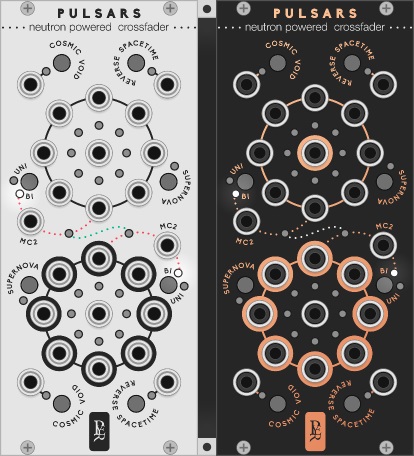 PULSARS
neutron powered crossfader
COSMIC VOID
REVERSE SPACETIME
UNI
BI
SUPERNOVA
MC2
MC2
SUPERNOVA
BI
UNI
COSMIC VOID
REVERSE SPACETIME
PULSARS
neutron powered crossfader
COSMIC VOID
REVERSE SPACETIME
UNI
BI
SUPERNOVA
MC2
MC2
SUPERNOVA
BI
UNI
COSMIC VOID
REVERSE SPACETIME